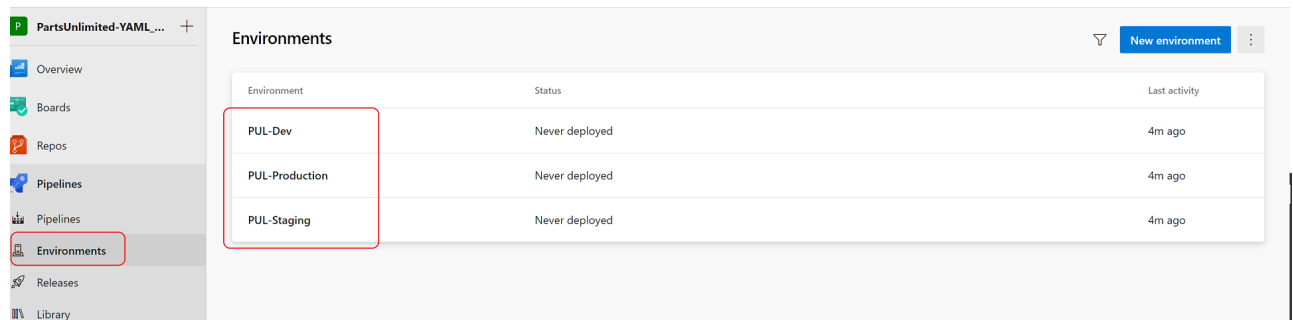 P PartsUnlimited-YAML_... +
Overview
Boards
Repos
Pipelines
Pipelines
Environments
Releases
Library
Environments
New environment
Environment Status Last activity
PUL-Dev Never deployed 4m ago
PUL-Production Never deployed 4m ago
PUL-Staging Never deployed 4m ago